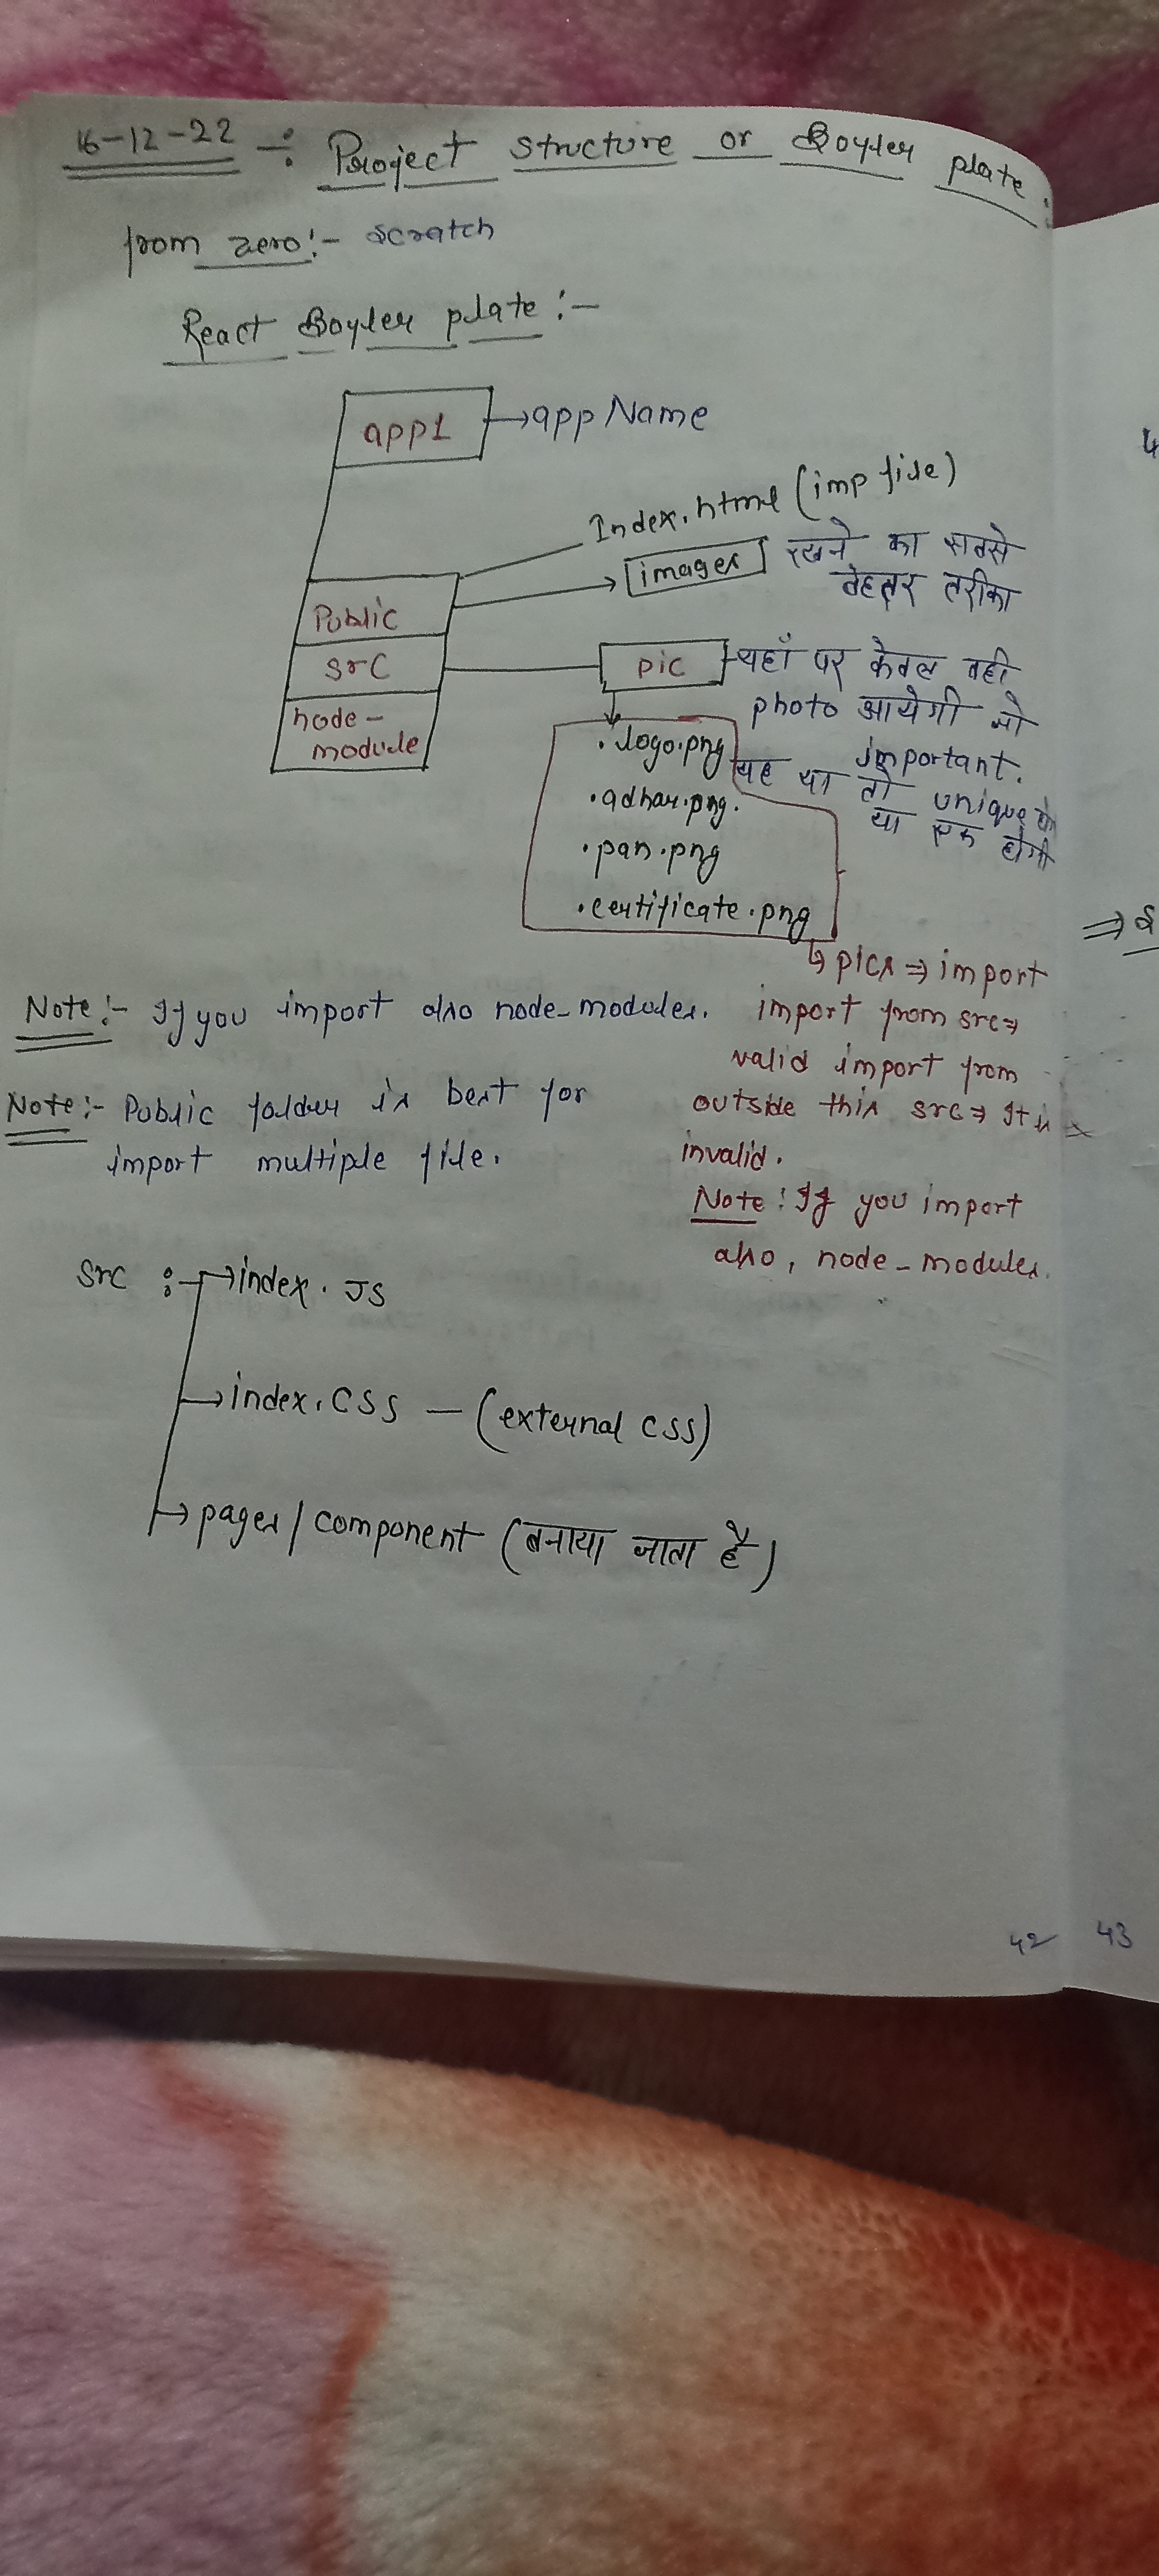 16-12-22 ÷ Project structure or Boyler plate :
from zero:- scratch
React Boyler plate :-
app1 → app Name
Index.html (imp file)
images रखने का सबसे
बेहतर तरीका
Public
src
node-
module
pic यहाँ पर केवल वही
photo आयेगी जो
important.
यह या तो unique
या एक होगी
• logo.png
• adhar.png.
• pan.png
• certificate.png
↳ pics ⇒ import
import from src⇒
valid import from
outside this src⇒ It is
invalid.
Note: If you import
also, node-modules.
Note:- If you import also node-modules.
Note:- Public folder is best for
import multiple file.
src :- → index. JS
→ index.css - (external css)
→ pages/component (बनाया जाता है)
42
43